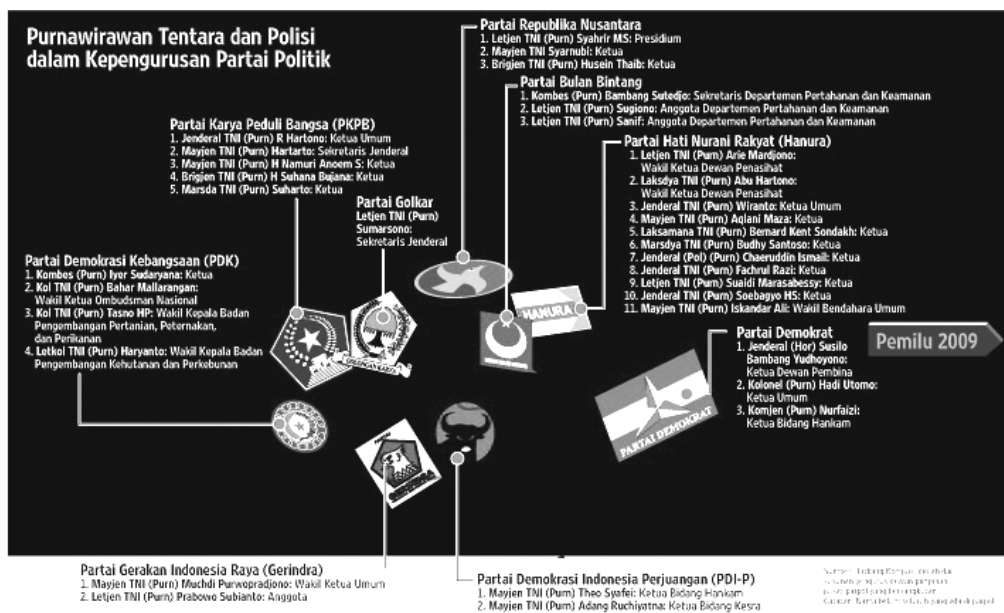 Purnawirawan Tentara dan Polisi
dalam Kepengurusan Partai Politik
Partai Republika Nusantara
1. Letjen TNI (Purn) Syahrir MS: Presidium
2. Mayjen TNI Syarnubi: Ketua
3. Brigjen TNI (Purn) Husein Thaib: Ketua
Partai Bulan Bintang
1. Kombes (Purn) Bambang Sutedjo: Sekretaris Departemen Pertahanan dan Keamanan
2. Letjen TNI (Purn) Sugiono: Anggota Departemen Pertahanan dan Keamanan
3. Letjen TNI (Purn) Sanif: Anggota Departemen Pertahanan dan Keamanan
Partai Karya Peduli Bangsa (PKPB)
1. Jenderal TNI (Purn) R Hartono: Ketua Umum
2. Mayjen TNI (Purn) Hartarto: Sekretaris Jenderal
3. Mayjen TNI (Purn) H Namuri Anoem S: Ketua
4. Brigjen TNI (Purn) H Suhana Bujana: Ketua
5. Marsda TNI (Purn) Suharto: Ketua
Partai Hati Nurani Rakyat (Hanura)
1. Letjen TNI (Purn) Arie Mardjono:
Wakil Ketua Dewan Penasihat
2. Laksdya TNI (Purn) Abu Hartono:
Wakil Ketua Dewan Penasihat
3. Jenderal TNI (Purn) Wiranto: Ketua Umum
4. Mayjen TNI (Purn) Aqlani Maza: Ketua
5. Laksamana TNI (Purn) Bernard Kent Sondakh: Ketua
6. Marsdya TNI (Purn) Budhy Santoso: Ketua
7. Jenderal (Pol) (Purn) Chaeruddin Ismail: Ketua
8. Jenderal TNI (Purn) Fachrul Razi: Ketua
9. Letjen TNI (Purn) Suaidi Marasabessy: Ketua
10. Jenderal TNI (Purn) Soebagyo HS: Ketua
11. Mayjen TNI (Purn) Iskandar Ali: Wakil Bendahara Umum
Partai Golkar
Letjen TNI (Purn)
Sumarsono:
Sekretaris Jenderal
Partai Demokrasi Kebangsaan (PDK)
1. Kombes (Purn) Iyer Sudaryana: Ketua
2. Kol TNI (Purn) Bahar Mallarangan:
Wakil Ketua Ombudsman Nasional
3. Kol TNI (Purn) Tasno HP: Wakil Kepala Badan
Pengembangan Pertanian, Peternakan,
dan Perikanan
4. Letkol TNI (Purn) Haryanto: Wakil Kepala Badan
Pengembangan Kehutanan dan Perkebunan
HANURA
Partai Demokrat
1. Jenderal (Hor) Susilo
Bambang Yudhoyono:
Ketua Dewan Pembina
2. Kolonel (Purn) Hadi Utomo:
Ketua Umum
3. Komjen (Purn) Nurfaizi:
Ketua Bidang Hankam
Pemilu 2009
PARTAI DEMOKRAT
PARTAI
GERINDRA
Partai Gerakan Indonesia Raya (Gerindra)
1. Mayjen TNI (Purn) Muchdi Purwopradjono: Wakil Ketua Umum
2. Letjen TNI (Purn) Prabowo Subianto: Anggota
Partai Demokrasi Indonesia Perjuangan (PDI-P)
1. Mayjen TNI (Purn) Theo Syafei: Ketua Bidang Hankam
2. Mayjen TNI (Purn) Adang Ruchiyatna: Ketua Bidang Kesra